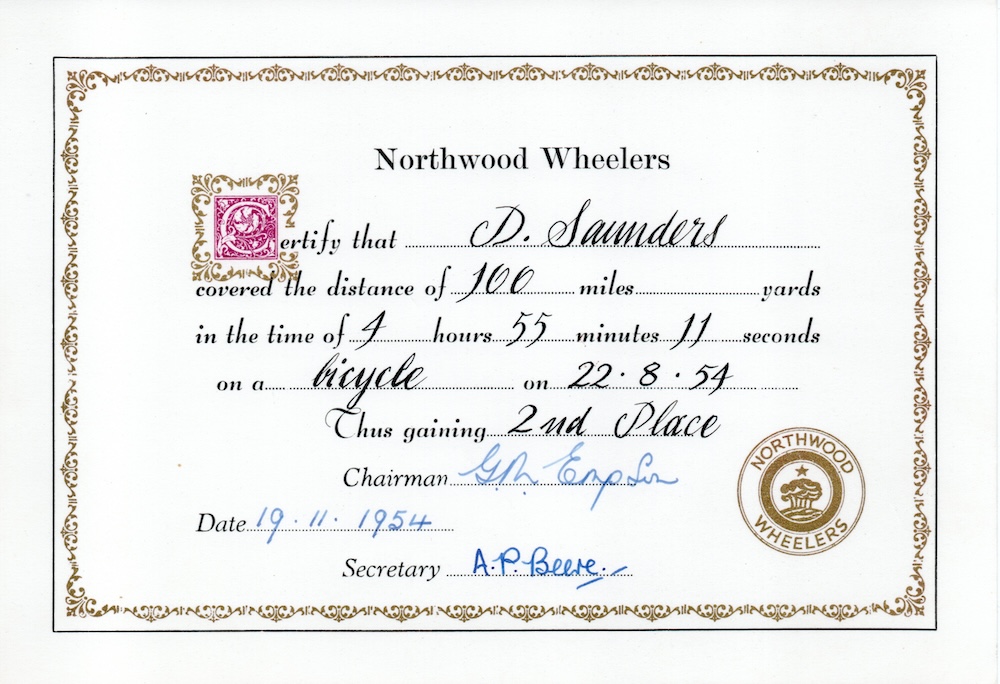 Northwood Wheelers
Certify that D. Saunders
covered the distance of 100 miles yards
in the time of 4 hours 55 minutes 11 seconds
on a bicycle on 22.8.54
Thus gaining 2nd Place
Chairman G.M. Empson
Date 19.11.1954
Secretary A.P. Beere.
NORTHWOOD
WHEELERS